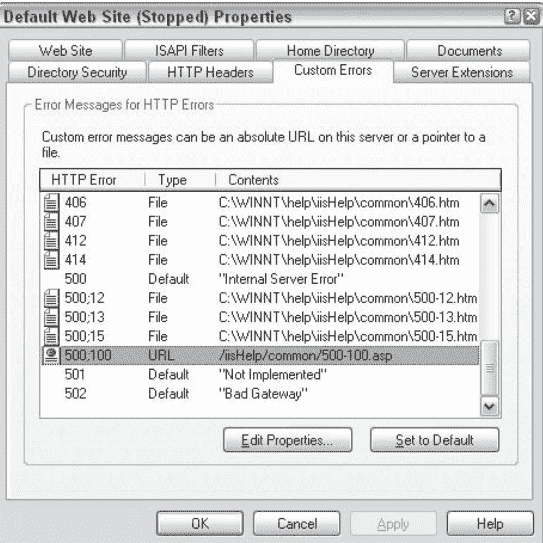 Default Web Site (Stopped) Properties
Web Site ISAPI Filters Home Directory Documents
Directory Security HTTP Headers Custom Errors Server Extensions
Error Messages for HTTP Errors
Custom error messages can be an absolute URL on this server or a pointer to a
file.
HTTP Error Type Contents
406 File C:\WINNT\help\iisHelp\common\406.htm
407 File C:\WINNT\help\iisHelp\common\407.htm
412 File C:\WINNT\help\iisHelp\common\412.htm
414 File C:\WINNT\help\iisHelp\common\414.htm
500 Default "Internal Server Error"
500;12 File C:\WINNT\help\iisHelp\common\500-12.htm
500;13 File C:\WINNT\help\iisHelp\common\500-13.htm
500;15 File C:\WINNT\help\iisHelp\common\500-15.htm
500;100 URL /iisHelp/common/500-100.asp
501 Default "Not Implemented"
502 Default "Bad Gateway"
Edit Properties... Set to Default
OK Cancel Apply Help